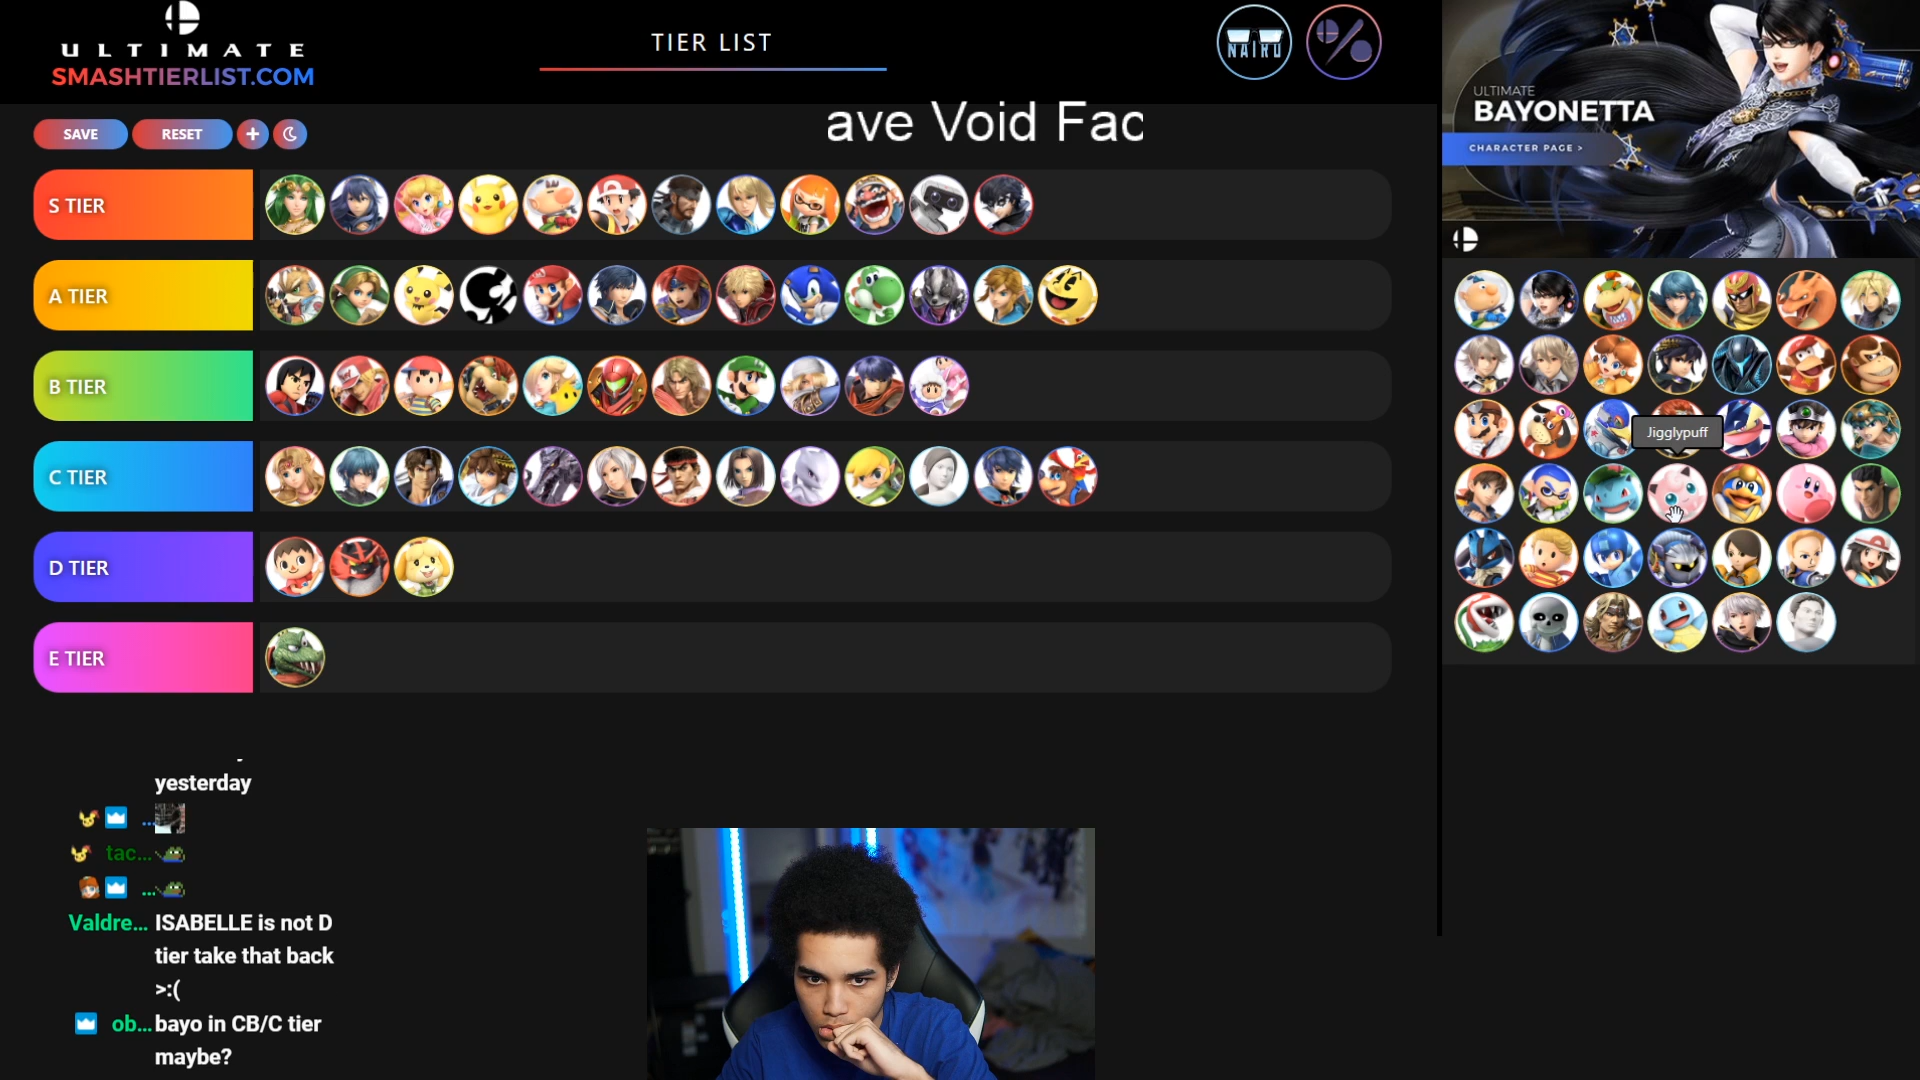 ULTIMATE
SMASHTIERLIST.COM
TIER LIST
NAIRU
ULTIMATE
BAYONETTA
CHARACTER PAGE >
SAVE
RESET
+
ave Void Fac
S TIER
A TIER
B TIER
C TIER
D TIER
E TIER
Jigglypuff
yesterday
...
tac...
...
Valdre... ISABELLE is not D
tier take that back
>:(
ob... bayo in CB/C tier
maybe?